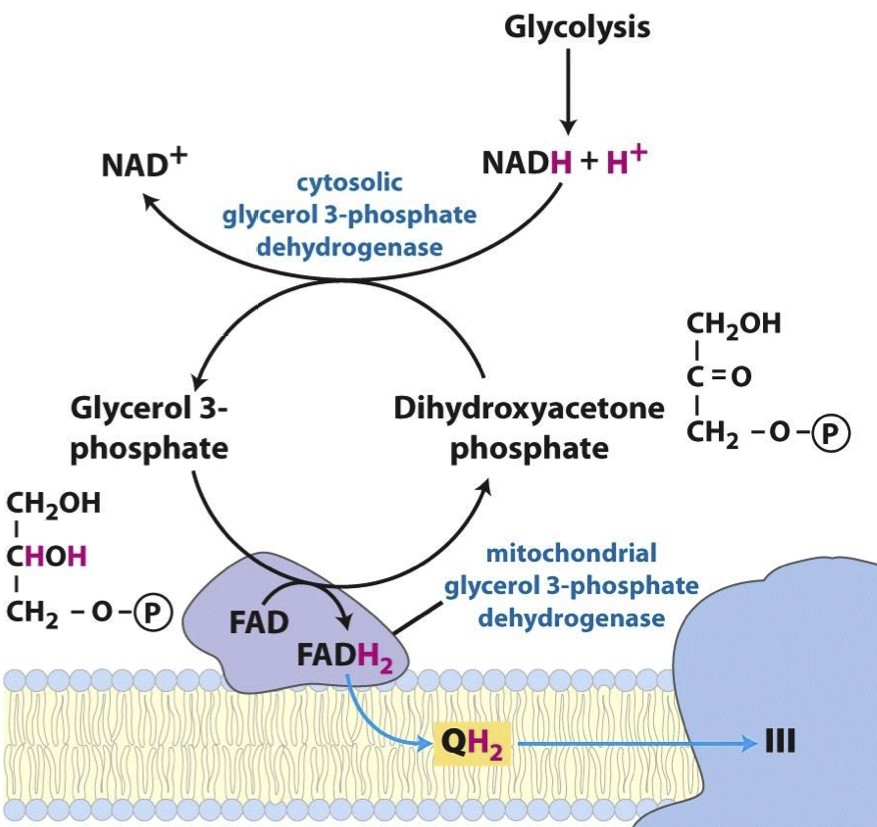 Glycolysis
NAD⁺
NADH + H⁺
cytosolic
glycerol 3-phosphate
dehydrogenase
CH₂OH
C=O
CH₂ –O–P
Glycerol 3-
phosphate
Dihydroxyacetone
phosphate
CH₂OH
CHOH
CH₂ –O–P
mitochondrial
glycerol 3-phosphate
dehydrogenase
FAD
FADH₂
QH₂
III